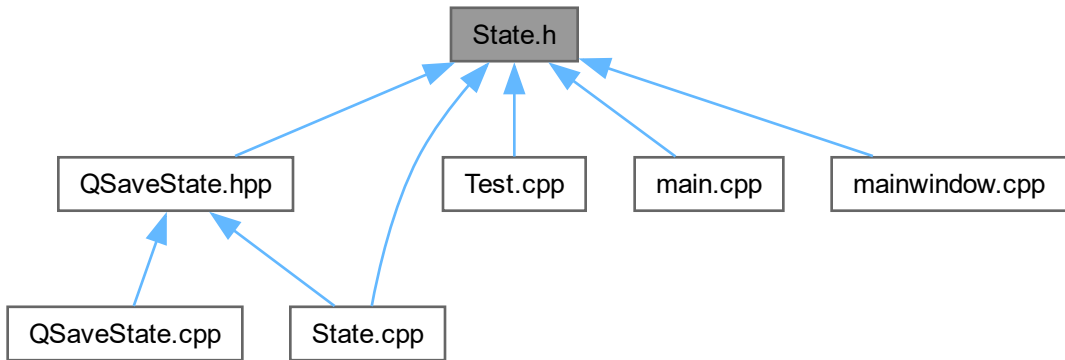 State.h
QSaveState.hpp
Test.cpp
main.cpp
mainwindow.cpp
QSaveState.cpp
State.cpp